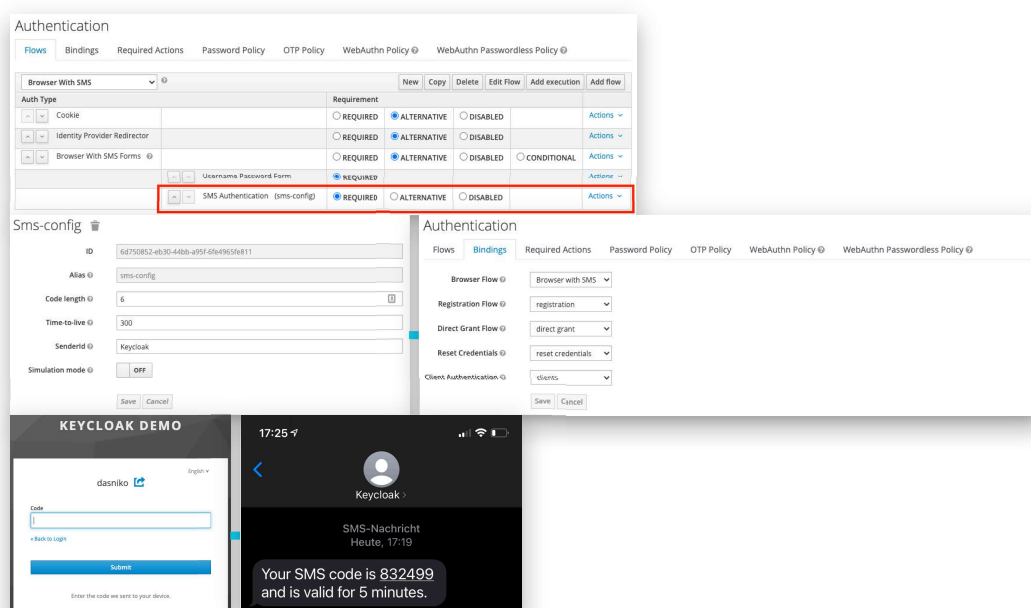 Authentication
Flows Bindings Required Actions Password Policy OTP Policy WebAuthn Policy WebAuthn Passwordless Policy
Browser With SMS New Copy Delete Edit Flow Add execution Add flow
Auth Type Requirement
Cookie REQUIRED ALTERNATIVE DISABLED Actions
Identity Provider Redirector REQUIRED ALTERNATIVE DISABLED Actions
Browser With SMS Forms REQUIRED ALTERNATIVE DISABLED CONDITIONAL Actions
Username Password Form REQUIRED Actions
SMS Authentication (sms-config) REQUIRED ALTERNATIVE DISABLED Actions
Sms-config
ID 6d750852-eb30-44bb-a95f-6fe4965fe811
Alias sms-config
Code length 6
Time-to-live 300
SenderId Keycloak
Simulation mode OFF
Save Cancel
Authentication
Flows Bindings Required Actions Password Policy OTP Policy WebAuthn Policy WebAuthn Passwordless Policy
Browser Flow Browser with SMS
Registration Flow registration
Direct Grant Flow direct grant
Reset Credentials reset credentials
Client Authentication clients
Save Cancel
KEYCLOAK DEMO
English
dasniko
Code
« Back to Login
Submit
Enter the code we sent to your device.
17:25
Keycloak
SMS-Nachricht
Heute, 17:19
Your SMS code is 832499
and is valid for 5 minutes.